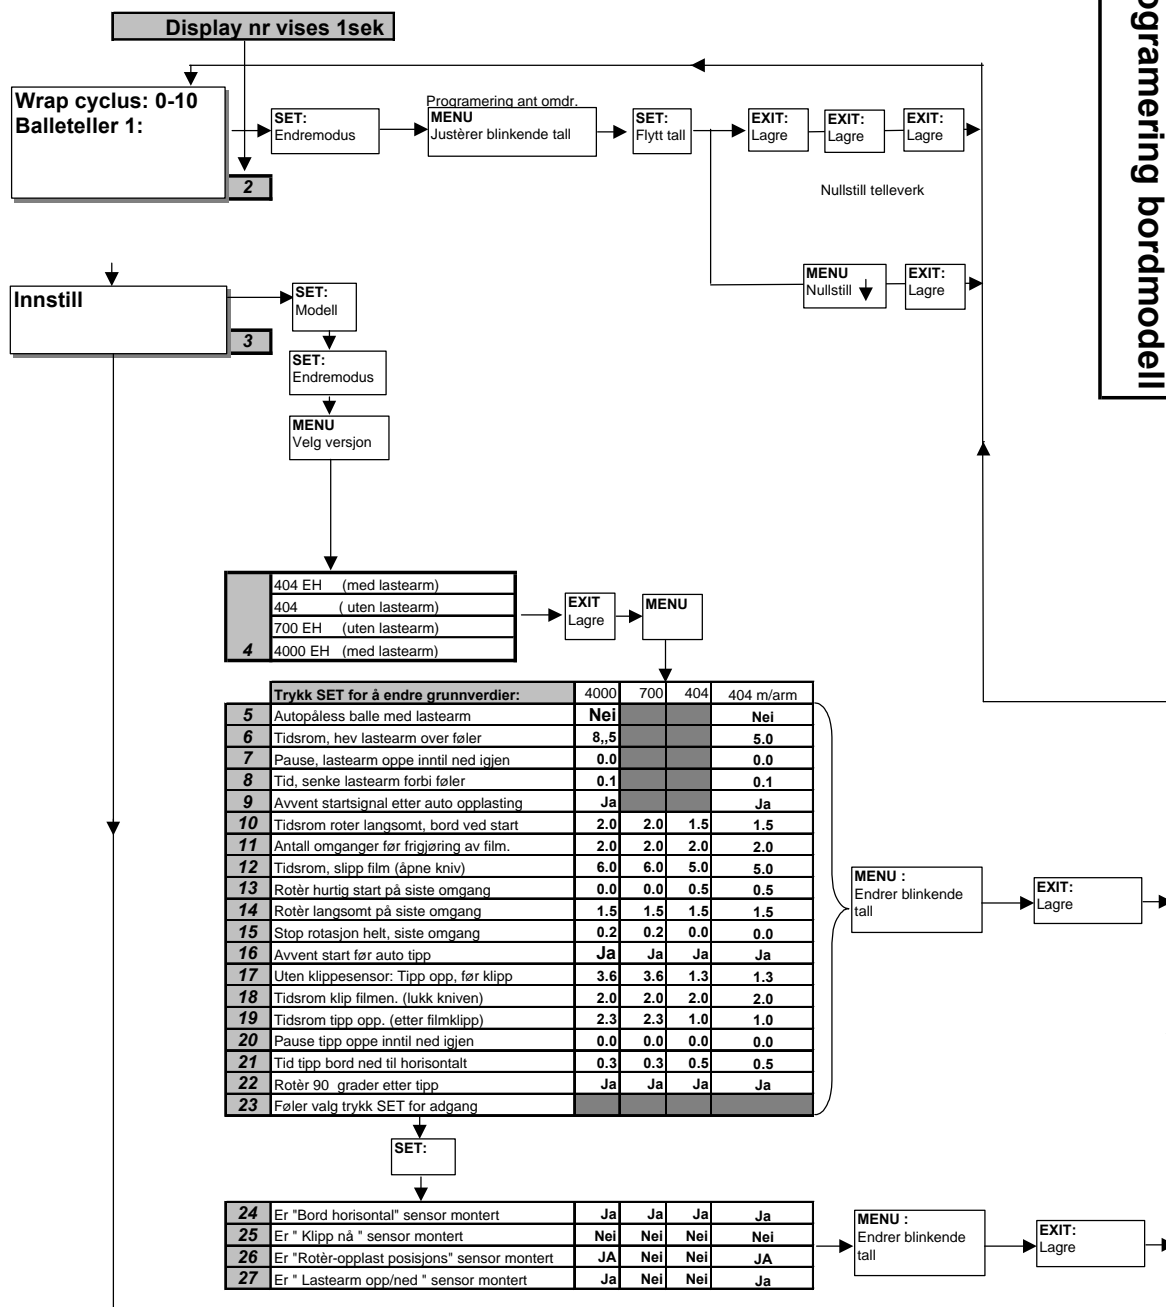 Display nr vises 1sek
ogramering bordmodell
Wrap cyclus: 0-10
Balleteller 1:
2
SET:
Endremodus
Programering ant omdr.
MENU
Justèrer blinkende tall
SET:
Flytt tall
EXIT:
Lagre
EXIT:
Lagre
EXIT:
Lagre
Nullstill telleverk
MENU
Nullstill
EXIT:
Lagre
Innstill
3
SET:
Modell
SET:
Endremodus
MENU
Velg versjon
404 EH (med lastearm)
404 ( uten lastearm)
700 EH (uten lastearm)
4 4000 EH (med lastearm)
EXIT
Lagre
MENU
Trykk SET for å endre grunnverdier: 4000 700 404 404 m/arm
5 Autopåless balle med lastearm Nei Nei
6 Tidsrom, hev lastearm over føler 8,,5 5.0
7 Pause, lastearm oppe inntil ned igjen 0.0 0.0
8 Tid, senke lastearm forbi føler 0.1 0.1
9 Avvent startsignal etter auto opplasting Ja Ja
10 Tidsrom roter langsomt, bord ved start 2.0 2.0 1.5 1.5
11 Antall omganger før frigjøring av film. 2.0 2.0 2.0 2.0
12 Tidsrom, slipp film (åpne kniv) 6.0 6.0 5.0 5.0
13 Rotèr hurtig start på siste omgang 0.0 0.0 0.5 0.5
14 Rotèr langsomt på siste omgang 1.5 1.5 1.5 1.5
15 Stop rotasjon helt, siste omgang 0.2 0.2 0.0 0.0
16 Avvent start før auto tipp Ja Ja Ja Ja
17 Uten klippesensor: Tipp opp, før klipp 3.6 3.6 1.3 1.3
18 Tidsrom klip filmen. (lukk kniven) 2.0 2.0 2.0 2.0
19 Tidsrom tipp opp. (etter filmklipp) 2.3 2.3 1.0 1.0
20 Pause tipp oppe inntil ned igjen 0.0 0.0 0.0 0.0
21 Tid tipp bord ned til horisontalt 0.3 0.3 0.5 0.5
22 Rotèr 90 grader etter tipp Ja Ja Ja Ja
23 Føler valg trykk SET for adgang
MENU :
Endrer blinkende
tall
EXIT:
Lagre
SET:
24 Er "Bord horisontal" sensor montert Ja Ja Ja Ja
25 Er " Klipp nå " sensor montert Nei Nei Nei Nei
26 Er "Rotèr-opplast posisjons" sensor montert JA Nei Nei JA
27 Er " Lastearm opp/ned " sensor montert Ja Nei Nei Ja
MENU :
Endrer blinkende
tall
EXIT:
Lagre